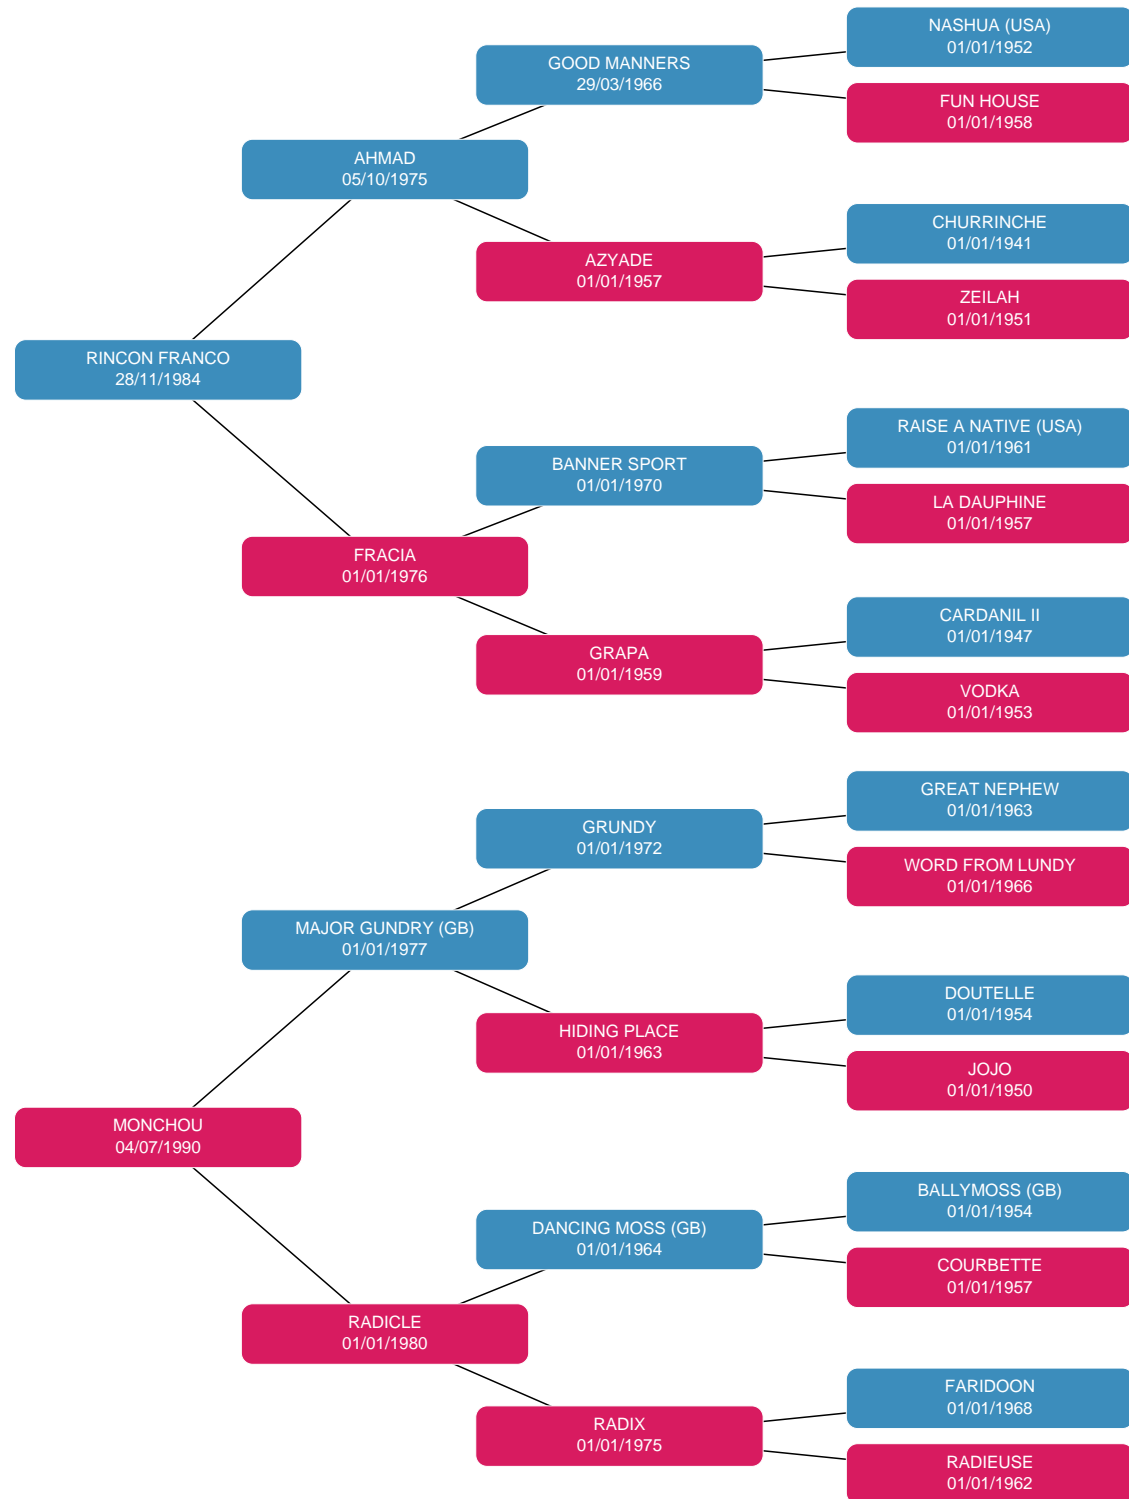 NASHUA (USA)
01/01/1952
GOOD MANNERS
29/03/1966
FUN HOUSE
01/01/1958
AHMAD
05/10/1975
CHURRINCHE
01/01/1941
AZYADE
01/01/1957
ZEILAH
01/01/1951
RINCON FRANCO
28/11/1984
RAISE A NATIVE (USA)
01/01/1961
BANNER SPORT
01/01/1970
LA DAUPHINE
01/01/1957
FRACIA
01/01/1976
CARDANIL II
01/01/1947
GRAPA
01/01/1959
VODKA
01/01/1953
GREAT NEPHEW
01/01/1963
GRUNDY
01/01/1972
WORD FROM LUNDY
01/01/1966
MAJOR GUNDRY (GB)
01/01/1977
DOUTELLE
01/01/1954
HIDING PLACE
01/01/1963
JOJO
01/01/1950
MONCHOU
04/07/1990
BALLYMOSS (GB)
01/01/1954
DANCING MOSS (GB)
01/01/1964
COURBETTE
01/01/1957
RADICLE
01/01/1980
FARIDOON
01/01/1968
RADIX
01/01/1975
RADIEUSE
01/01/1962